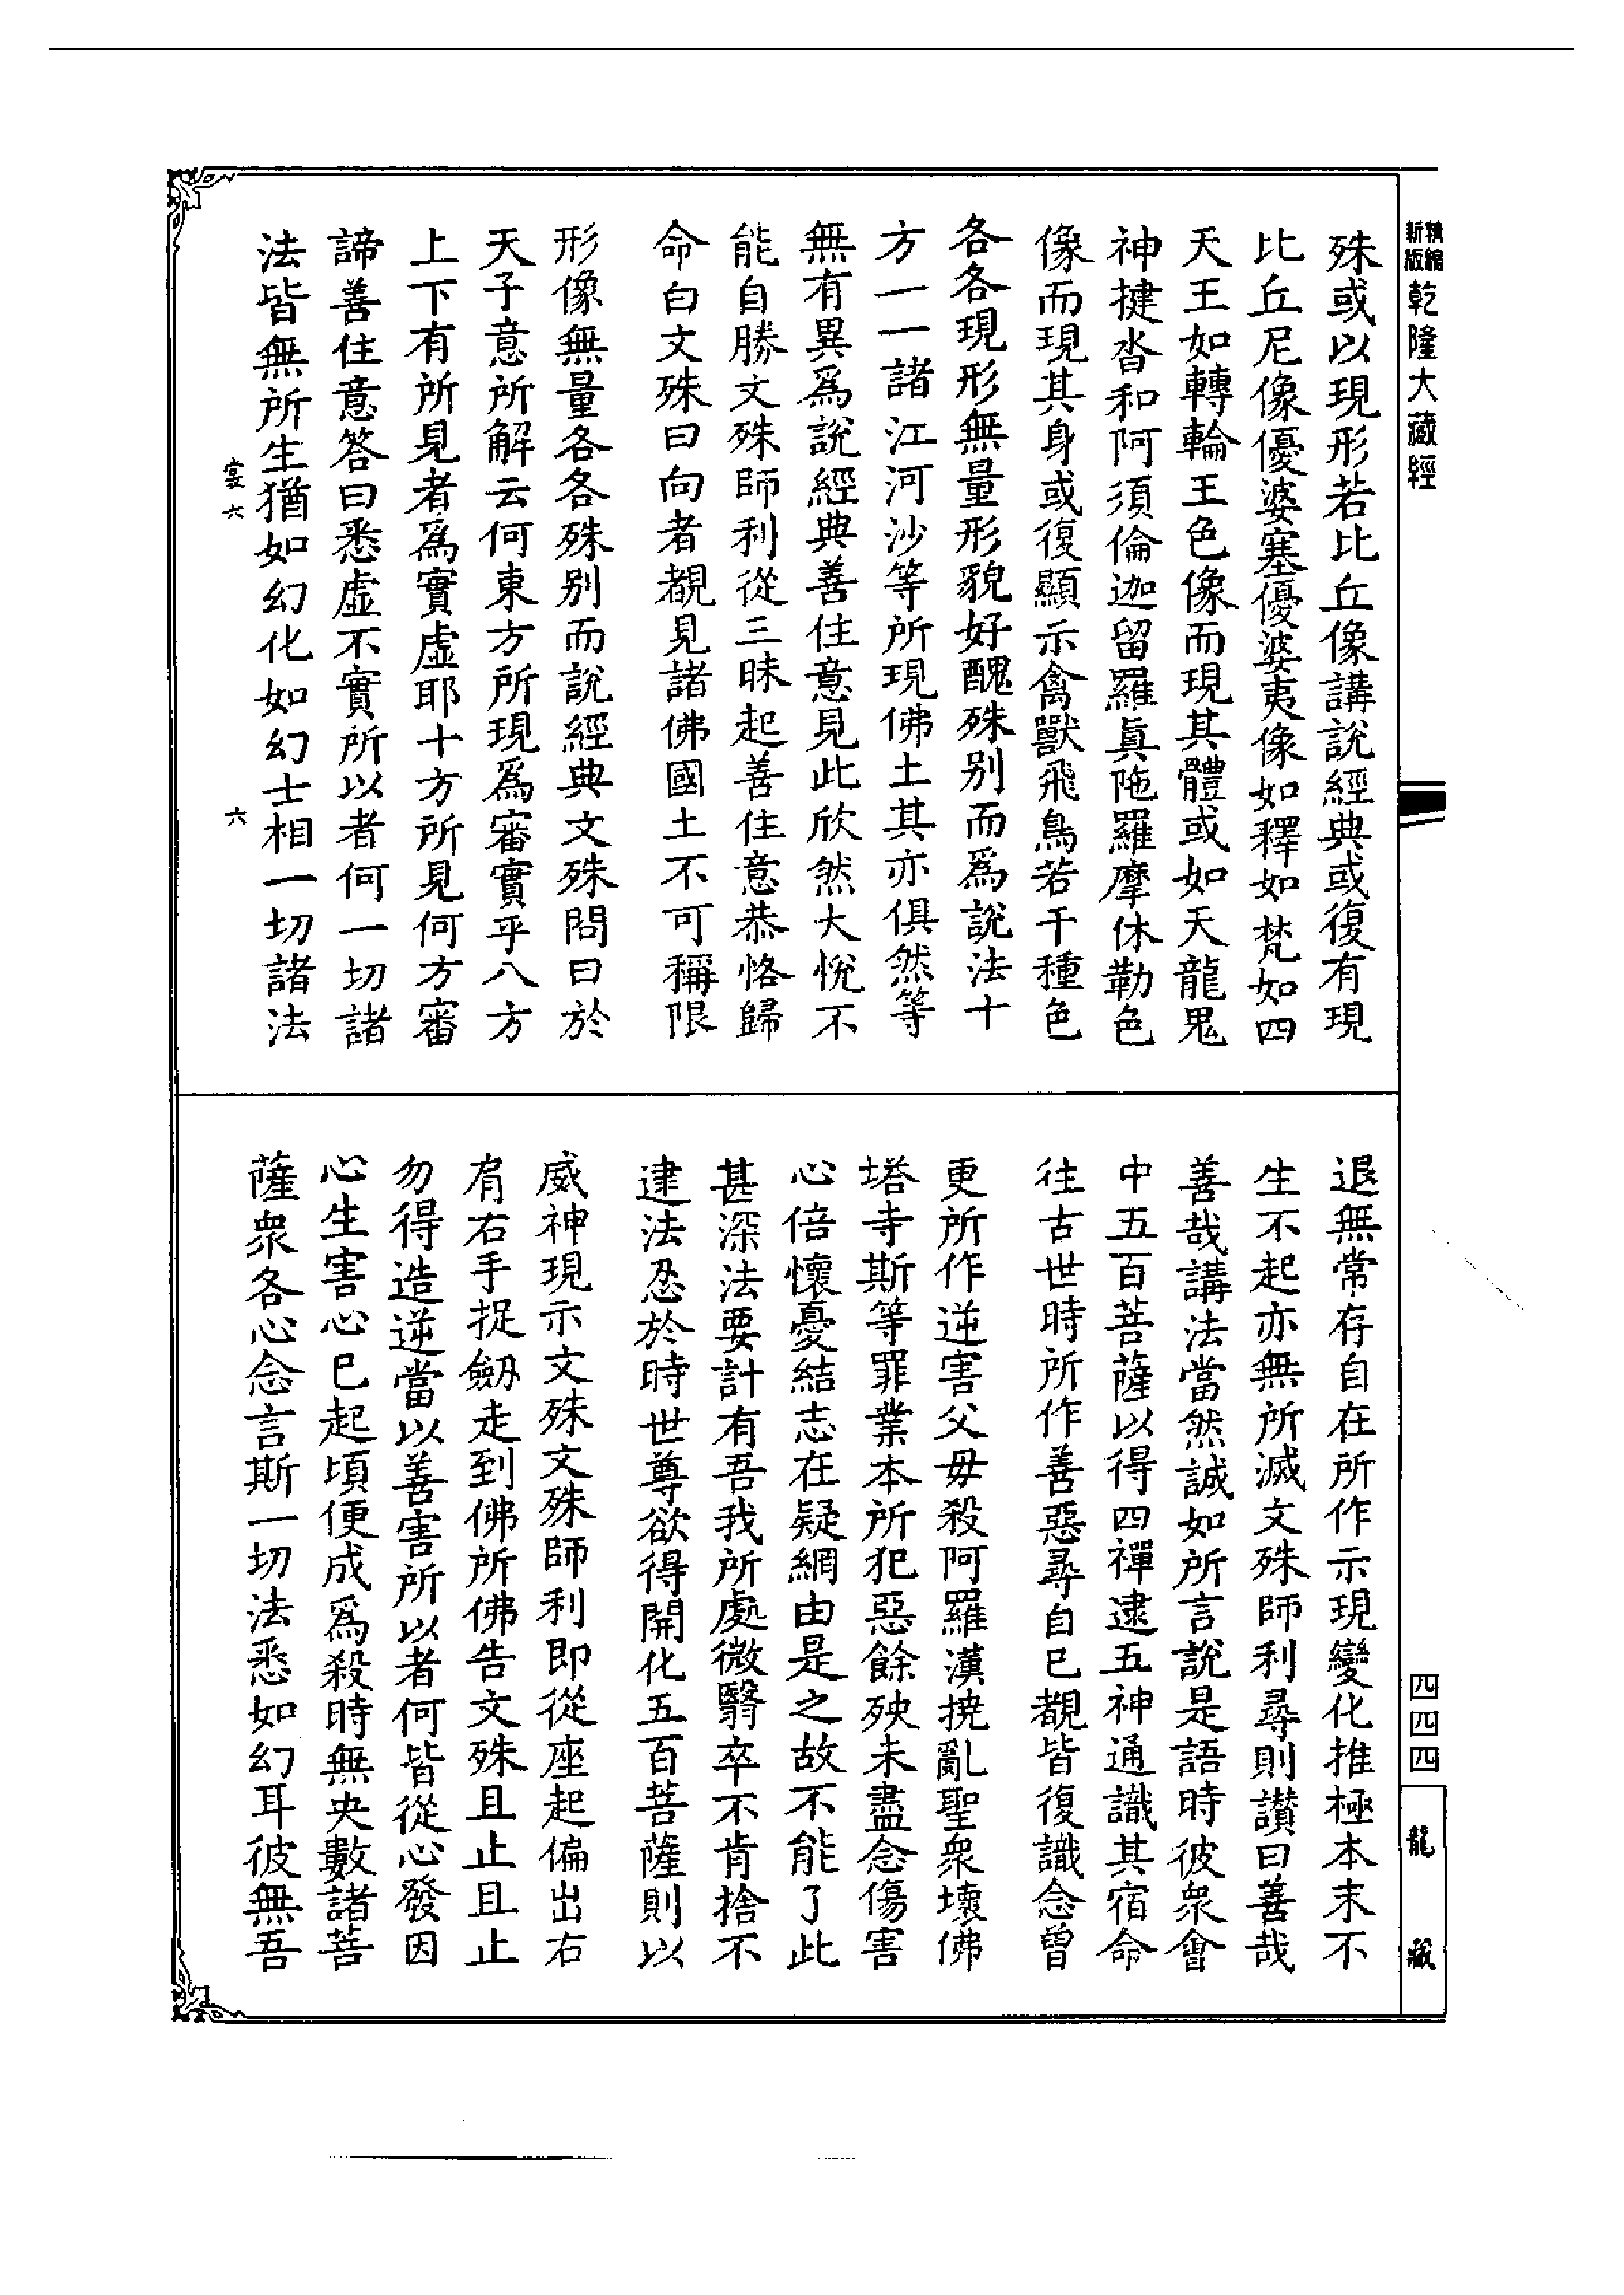 精縮新版乾隆大藏經
殊或以現形若比丘像講說經典或復有現
比丘尼像優婆塞優婆夷像如釋如梵如四
天王如轉輪王色像而現其體或如天龍鬼
神揵沓和阿須倫迦留羅眞陁羅摩休勒色
像而現其身或復顯示禽獸飛鳥若干種色
各各現形無量形貌好醜殊別而爲說法十
方一一諸江河沙等所現佛土其亦俱然等
無有異爲說經典善住意見此欣然大悅不
能自勝文殊師利從三昧起善住意恭恪歸
命白文殊曰向者覩見諸佛國土不可稱限
形像無量各各殊別而說經典文殊問曰於
天子意所解云何東方所現爲審實乎八方
上下有所見者爲實虛耶十方所見何方審
諦善住意答曰悉虛不實所以者何一切諸
法皆無所生猶如幻化如幻士相一切諸法
六
六
退無常存自在所作示現變化推極本末不
生不起亦無所滅文殊師利尋則讃曰善哉
善哉講法當然誠如所言說是語時彼衆會
中五百菩薩以得四禪逮五神通識其宿命
往古世時所作善惡尋自已覩皆復識念曾
更所作逆害父母殺阿羅漢撓亂聖衆壞佛
塔寺斯等罪業本所犯惡餘殃未盡念傷害
心倍懷憂結志在疑網由是之故不能了此
甚深法要計有吾我所處微翳卒不肯捨不
逮法忍於時世尊欲得開化五百菩薩則以
威神現示文殊文殊師利即從座起偏出右
肩右手捉劒走到佛所佛告文殊且止且止
勿得造逆當以善害所以者何皆從心發因
心生害心已起頃便成爲殺時無央數諸菩
薩衆各心念言斯一切法悉如幻耳彼無吾
四四四
龍藏